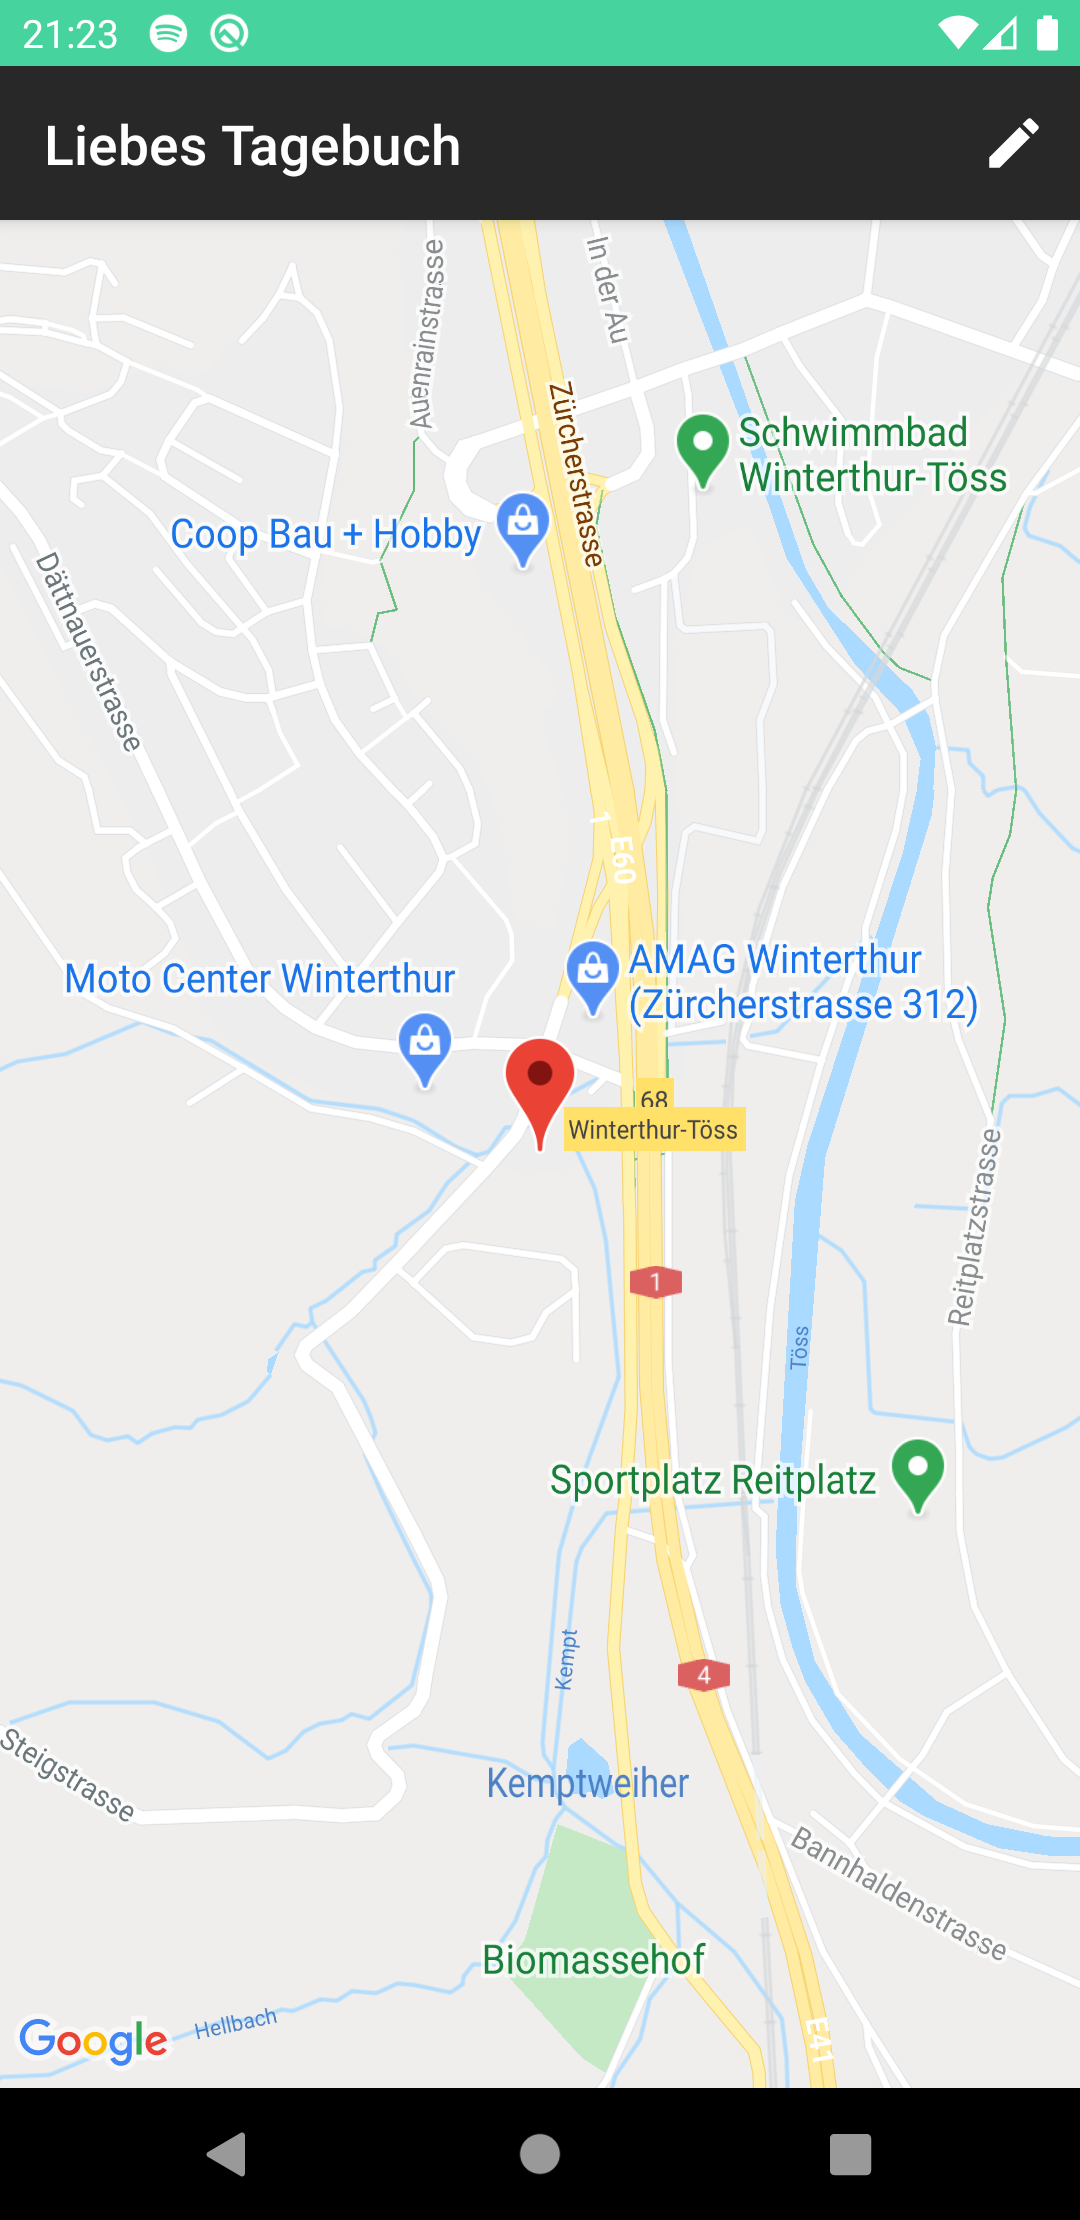 21:23
Liebes Tagebuch
Auenrainstrasse
In der Au
Zürcherstrasse
Schwimmbad
Winterthur-Töss
Coop Bau + Hobby
Dättnauerstrasse
1
E60
Moto Center Winterthur
AMAG Winterthur
(Zürcherstrasse 312)
68
Winterthur-Töss
Reitplatzstrasse
1
Töss
Sportplatz Reitplatz
Kempt
4
Steigstrasse
Kemptweiher
Bannhaldenstrasse
Biomassehof
Hellbach
E41
Google